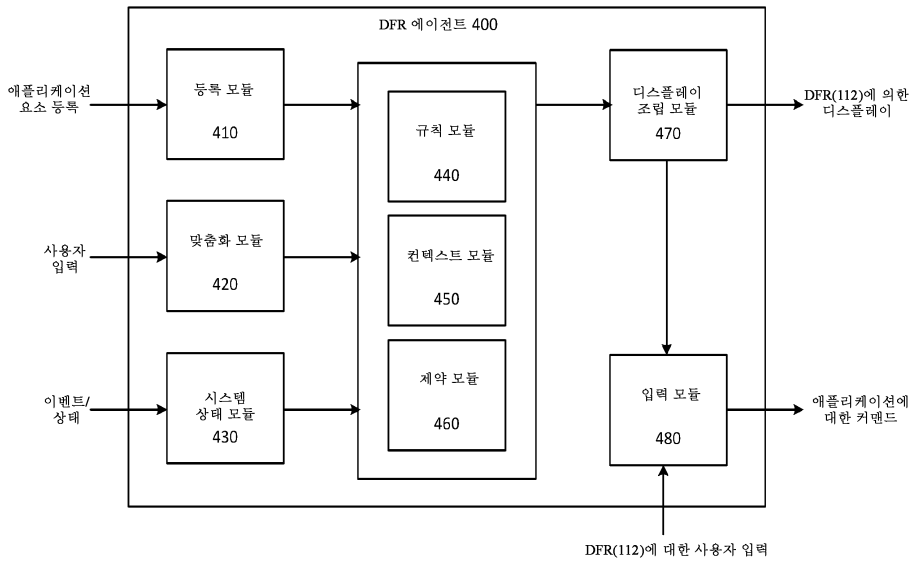 DFR 에이전트 400
애플리케이션
요소 등록
등록 모듈
410
사용자
입력
맞춤화 모듈
420
이벤트/
상태
시스템
상태 모듈
430
규칙 모듈
440
컨텍스트 모듈
450
제약 모듈
460
디스플레이
조립 모듈
470
DFR(112)에 의한
디스플레이
입력 모듈
480
애플리케이션에
대한 커맨드
DFR(112)에 대한 사용자 입력